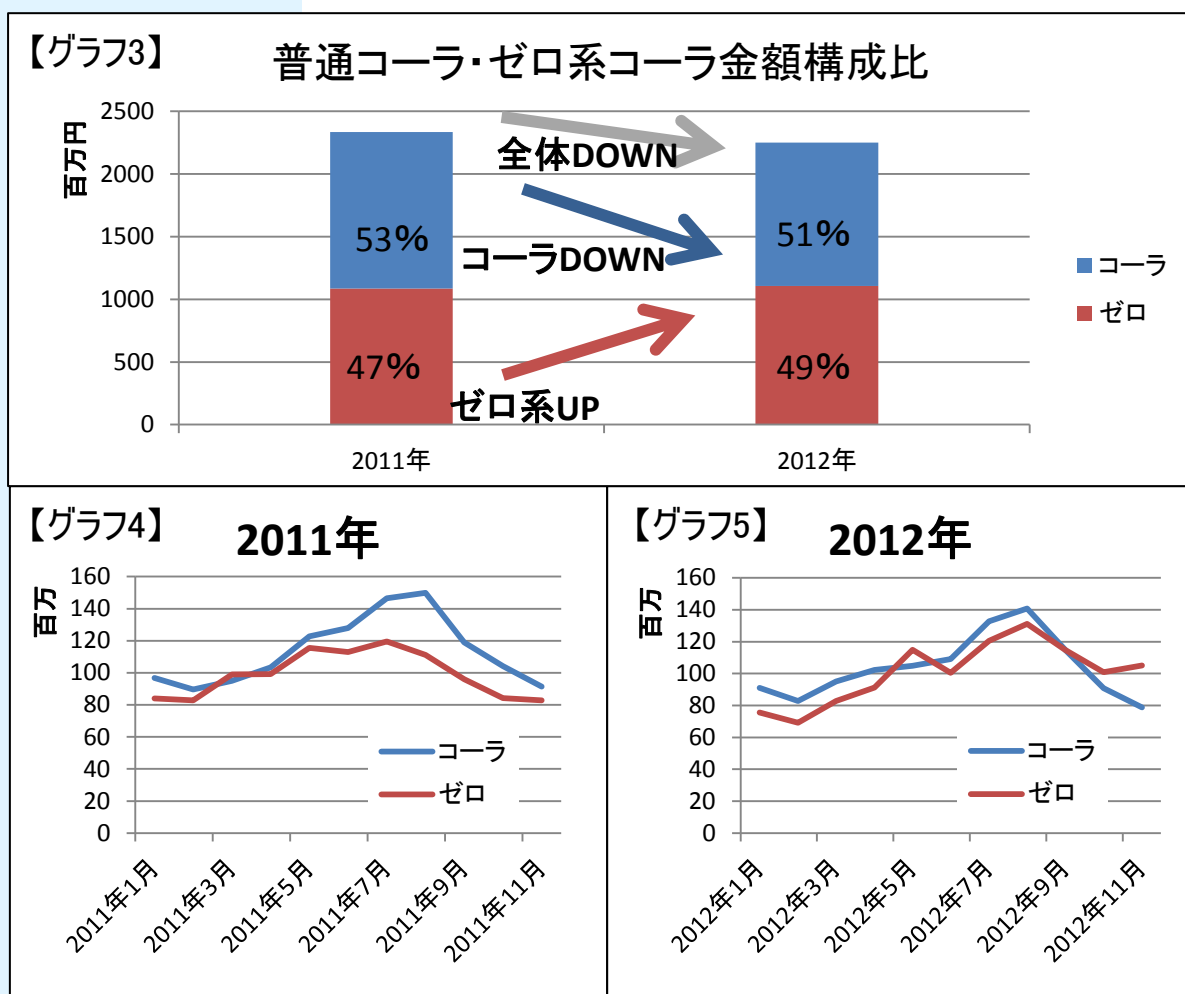 【グラフ3】
普通コーラ・ゼロ系コーラ金額構成比
百万円
2500
2000
1500
1000
500
0
全体DOWN
53%
51%
コーラDOWN
47%
49%
ゼロ系UP
コーラ
ゼロ
2011年
2012年
【グラフ4】
2011年
百万
160
140
120
100
80
60
40
20
0
コーラ
ゼロ
2011年1月
2011年3月
2011年5月
2011年7月
2011年9月
2011年11月
【グラフ5】
2012年
百万
160
140
120
100
80
60
40
20
0
コーラ
ゼロ
2012年1月
2012年3月
2012年5月
2012年7月
2012年9月
2012年11月